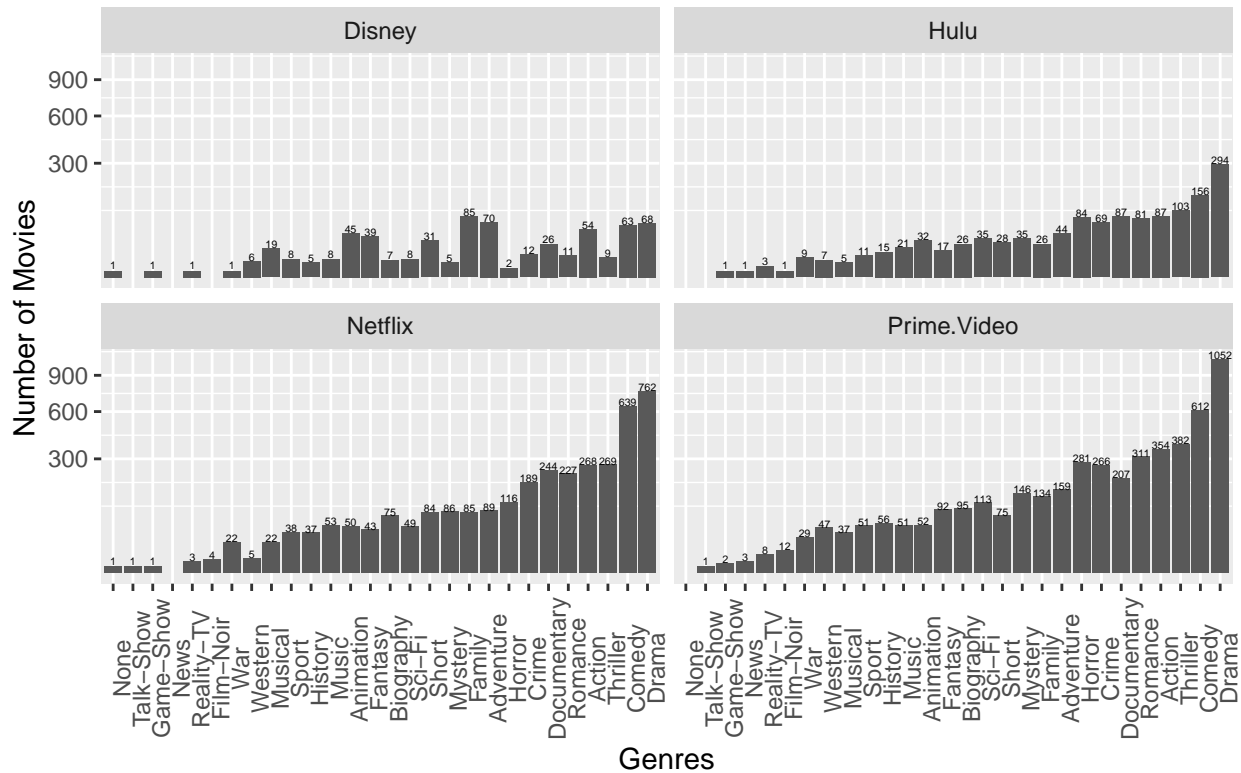 Disney
Hulu
900
600
300
1 1 1 1 6 19 8 5 8 45 39 7 8 31 5 85 70 2 12 26 11 54 9 63 68
1 1 3 1 9 7 5 11 15 21 32 17 26 35 28 35 26 44 84 69 87 81 87 103 156 294
Number of Movies
Netflix
Prime.Video
900
600
300
1 1 1 3 4 22 5 22 38 37 53 50 43 75 49 84 86 85 89 116 189 244 227 268 269 639 762
1 2 3 8 12 29 47 37 51 56 51 52 92 95 113 75 146 134 159 281 266 207 311 354 382 612 1052
None
Talk−Show
Game−Show
News
Reality−TV
Film−Noir
War
Western
Musical
Sport
History
Music
Animation
Fantasy
Biography
Sci−Fi
Short
Mystery
Family
Adventure
Horror
Crime
Documentary
Romance
Action
Thriller
Comedy
Drama
None
Talk−Show
Game−Show
News
Reality−TV
Film−Noir
War
Western
Musical
Sport
History
Music
Animation
Fantasy
Biography
Sci−Fi
Short
Mystery
Family
Adventure
Horror
Crime
Documentary
Romance
Action
Thriller
Comedy
Drama
Genres